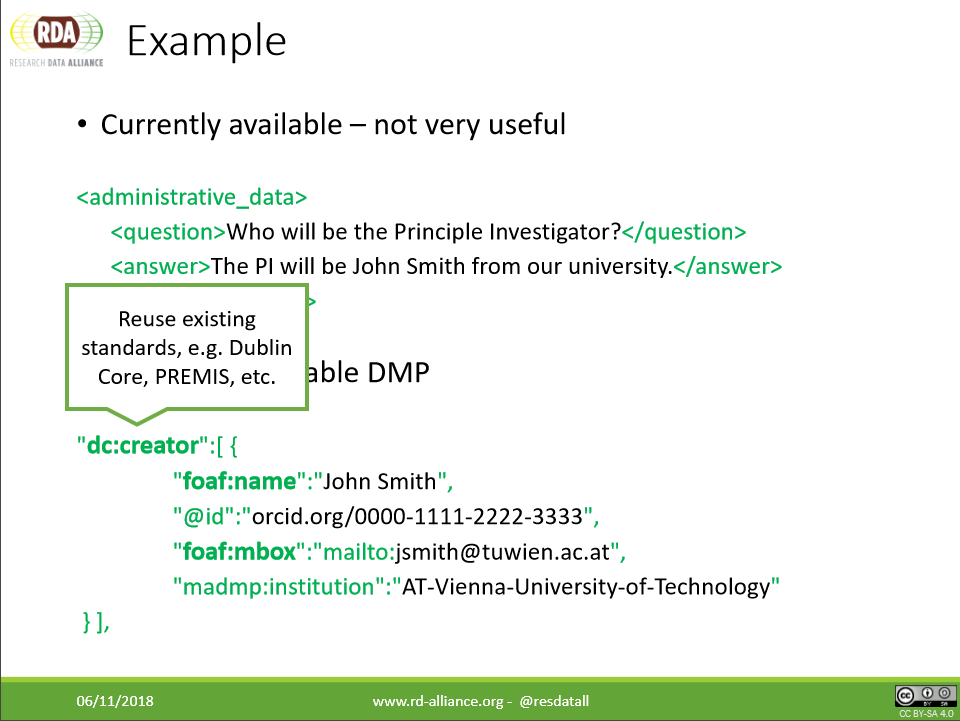 RDA
RESEARCH DATA ALLIANCE
Example
• Currently available – not very useful
<administrative_data>
<question>Who will be the Principle Investigator?</question>
<answer>The PI will be John Smith from our university.</answer>
>
Reuse existing
standards, e.g. Dublin
Core, PREMIS, etc.
able DMP
"dc:creator":[ {
"foaf:name":"John Smith",
"@id":"orcid.org/0000-1111-2222-3333",
"foaf:mbox":"mailto:jsmith@tuwien.ac.at",
"madmp:institution":"AT-Vienna-University-of-Technology"
} ],
06/11/2018
www.rd-alliance.org - @resdatall
cc BY SA
CC BY-SA 4.0